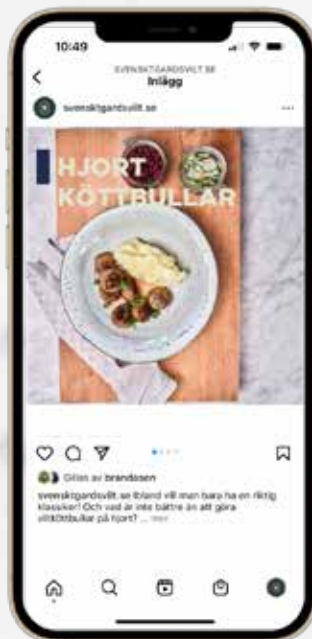 10:49
SVENSKTGARDSVILT.SE
Inlägg
svensktgardsvilt.se
HJORT
KÖTTBULLAR
Gillas av brandosen
svensktgardsvilt.se Ibland vill man bara ha en riktig
klassiker! Och vad är inte bättre än att göra
viltköttbullar på hjort? ... mer